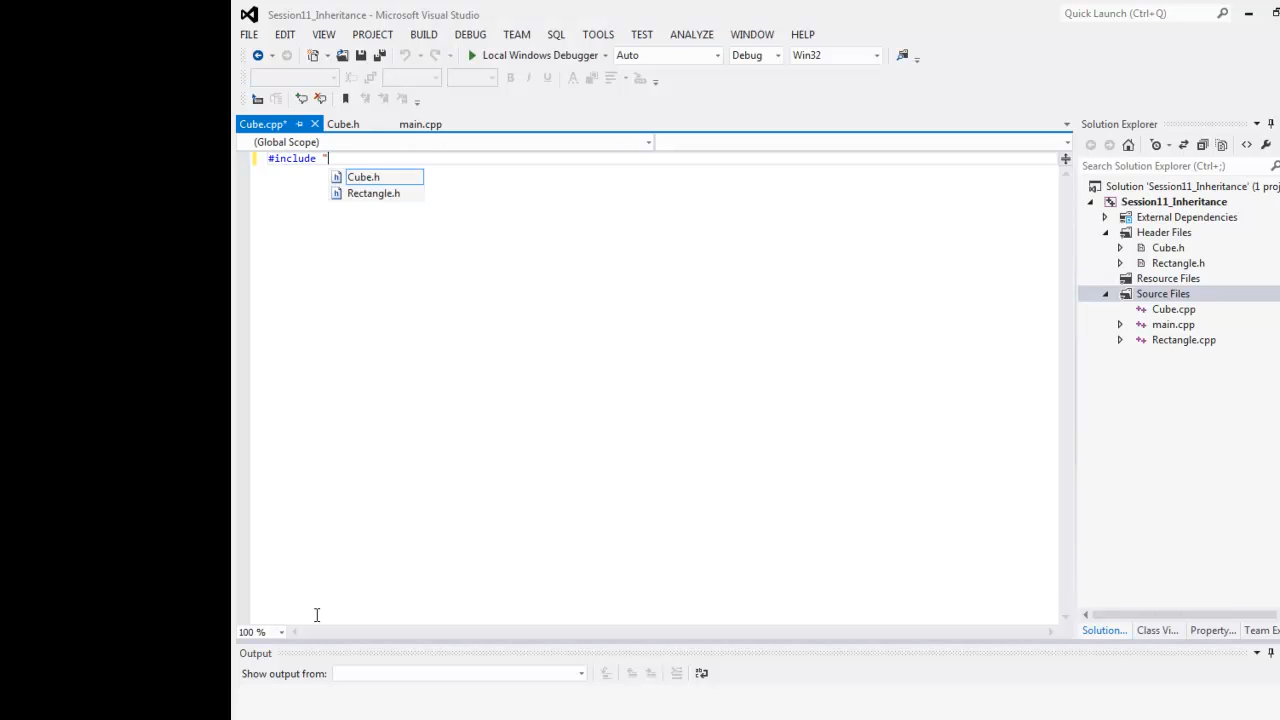 Session11_Inheritance - Microsoft Visual Studio
Quick Launch (Ctrl+Q)
FILE EDIT VIEW PROJECT BUILD DEBUG TEAM SQL TOOLS TEST ANALYZE WINDOW HELP
Local Windows Debugger Auto Debug Win32
B I U A
Cube.cpp* Cube.h main.cpp
(Global Scope)
#include "
Cube.h
Rectangle.h
Solution Explorer
Search Solution Explorer (Ctrl+;)
Solution 'Session11_Inheritance' (1 proj
Session11_Inheritance
External Dependencies
Header Files
Cube.h
Rectangle.h
Resource Files
Source Files
Cube.cpp
main.cpp
Rectangle.cpp
100 %
Solution... Class Vi... Property... Team Ex
Output
Show output from: